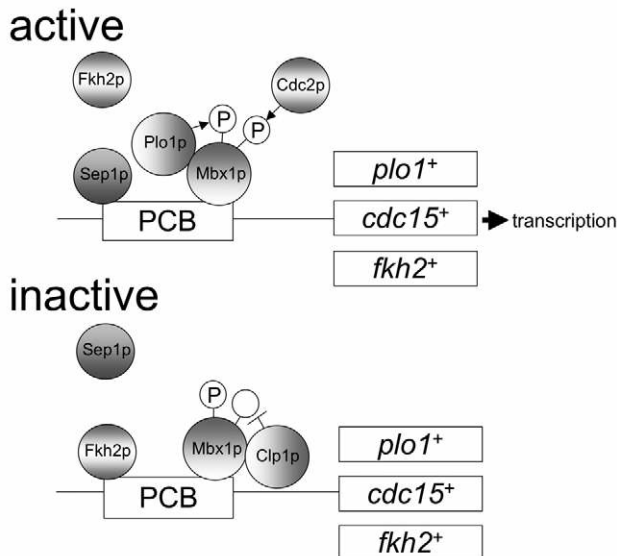 active
Fkh2p
Cdc2p
P
P
Plo1p
Sep1p
Mbx1p
plo1+
PCB
cdc15+
transcription
fkh2+
inactive
Sep1p
P
Fkh2p
Mbx1p
Clp1p
plo1+
PCB
cdc15+
fkh2+